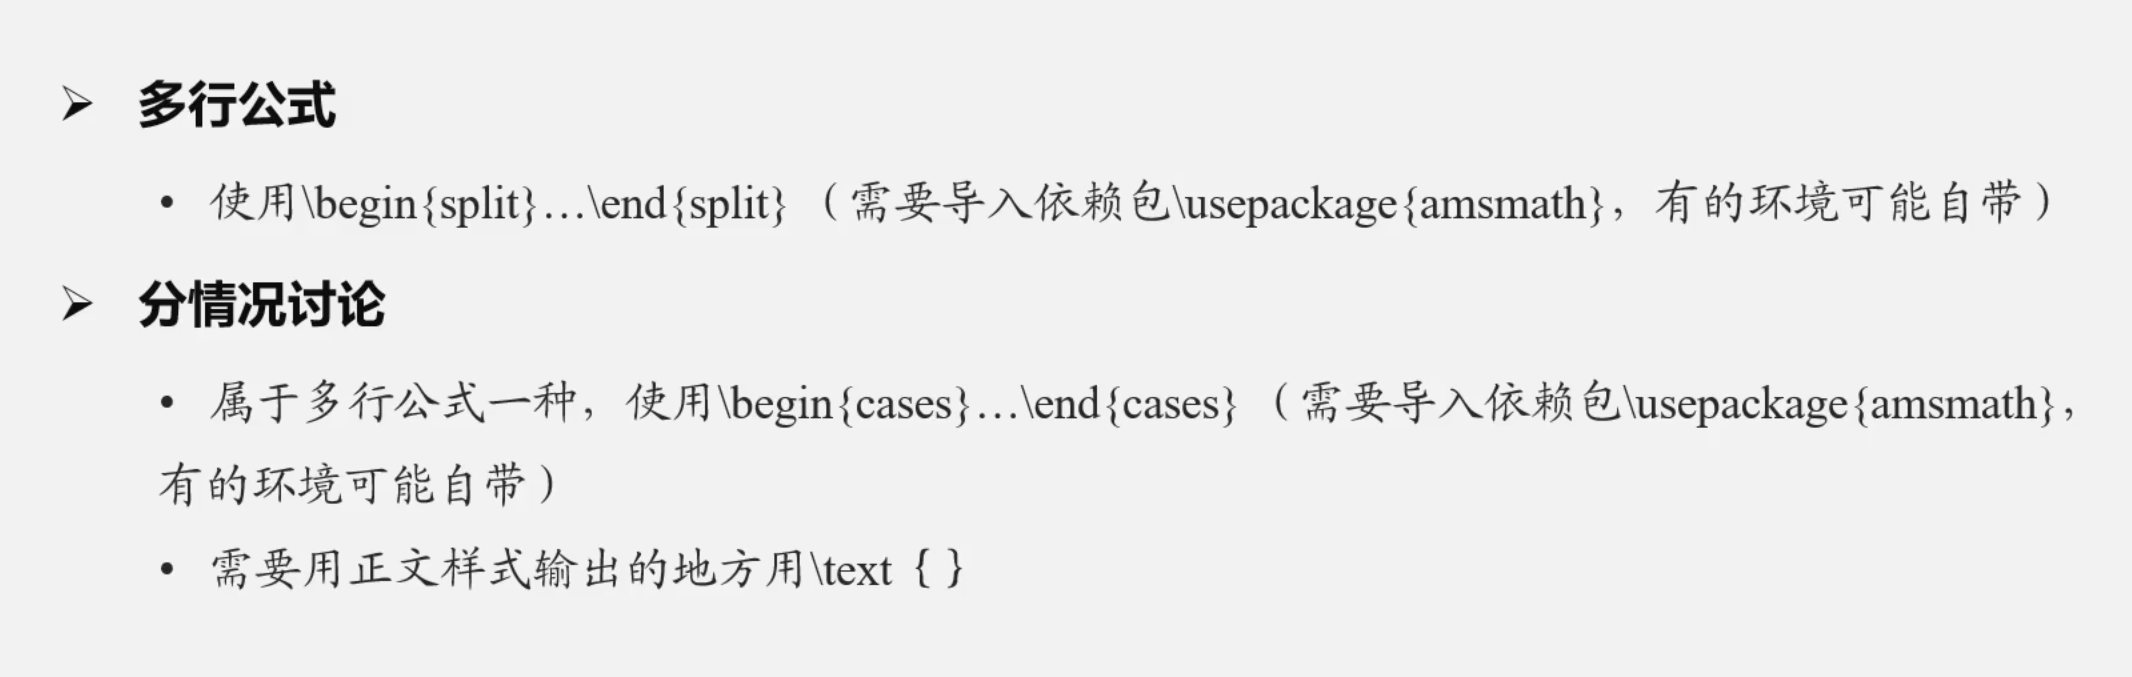 ➢ 多行公式
• 使用\begin{split}…\end{split}（需要导入依赖包\usepackage{amsmath}，有的环境可能自带）
➢ 分情况讨论
• 属于多行公式一种，使用\begin{cases}…\end{cases}（需要导入依赖包\usepackage{amsmath}，
有的环境可能自带）
• 需要用正文样式输出的地方用\text｛｝